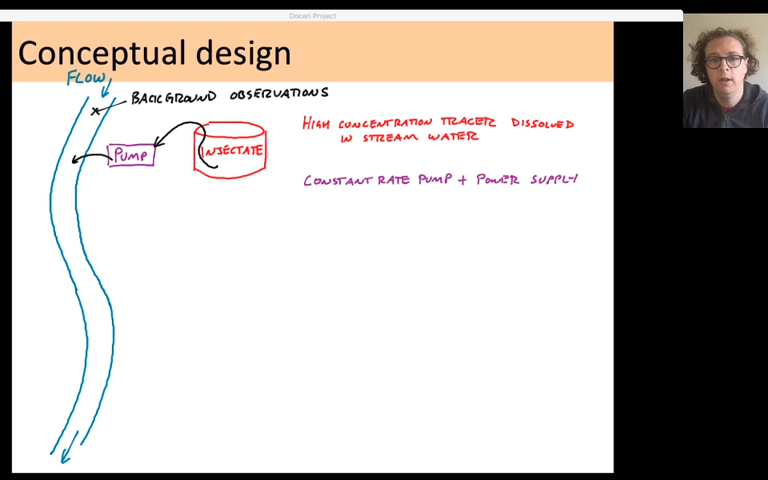 Doceri Project
Conceptual design
FLOW
BACKGROUND OBSERVATIONS
HIGH CONCENTRATION TRACER DISSOLVED
IN STREAM WATER
PUMP
INJECTATE
CONSTANT RATE PUMP + POWER SUPPLY